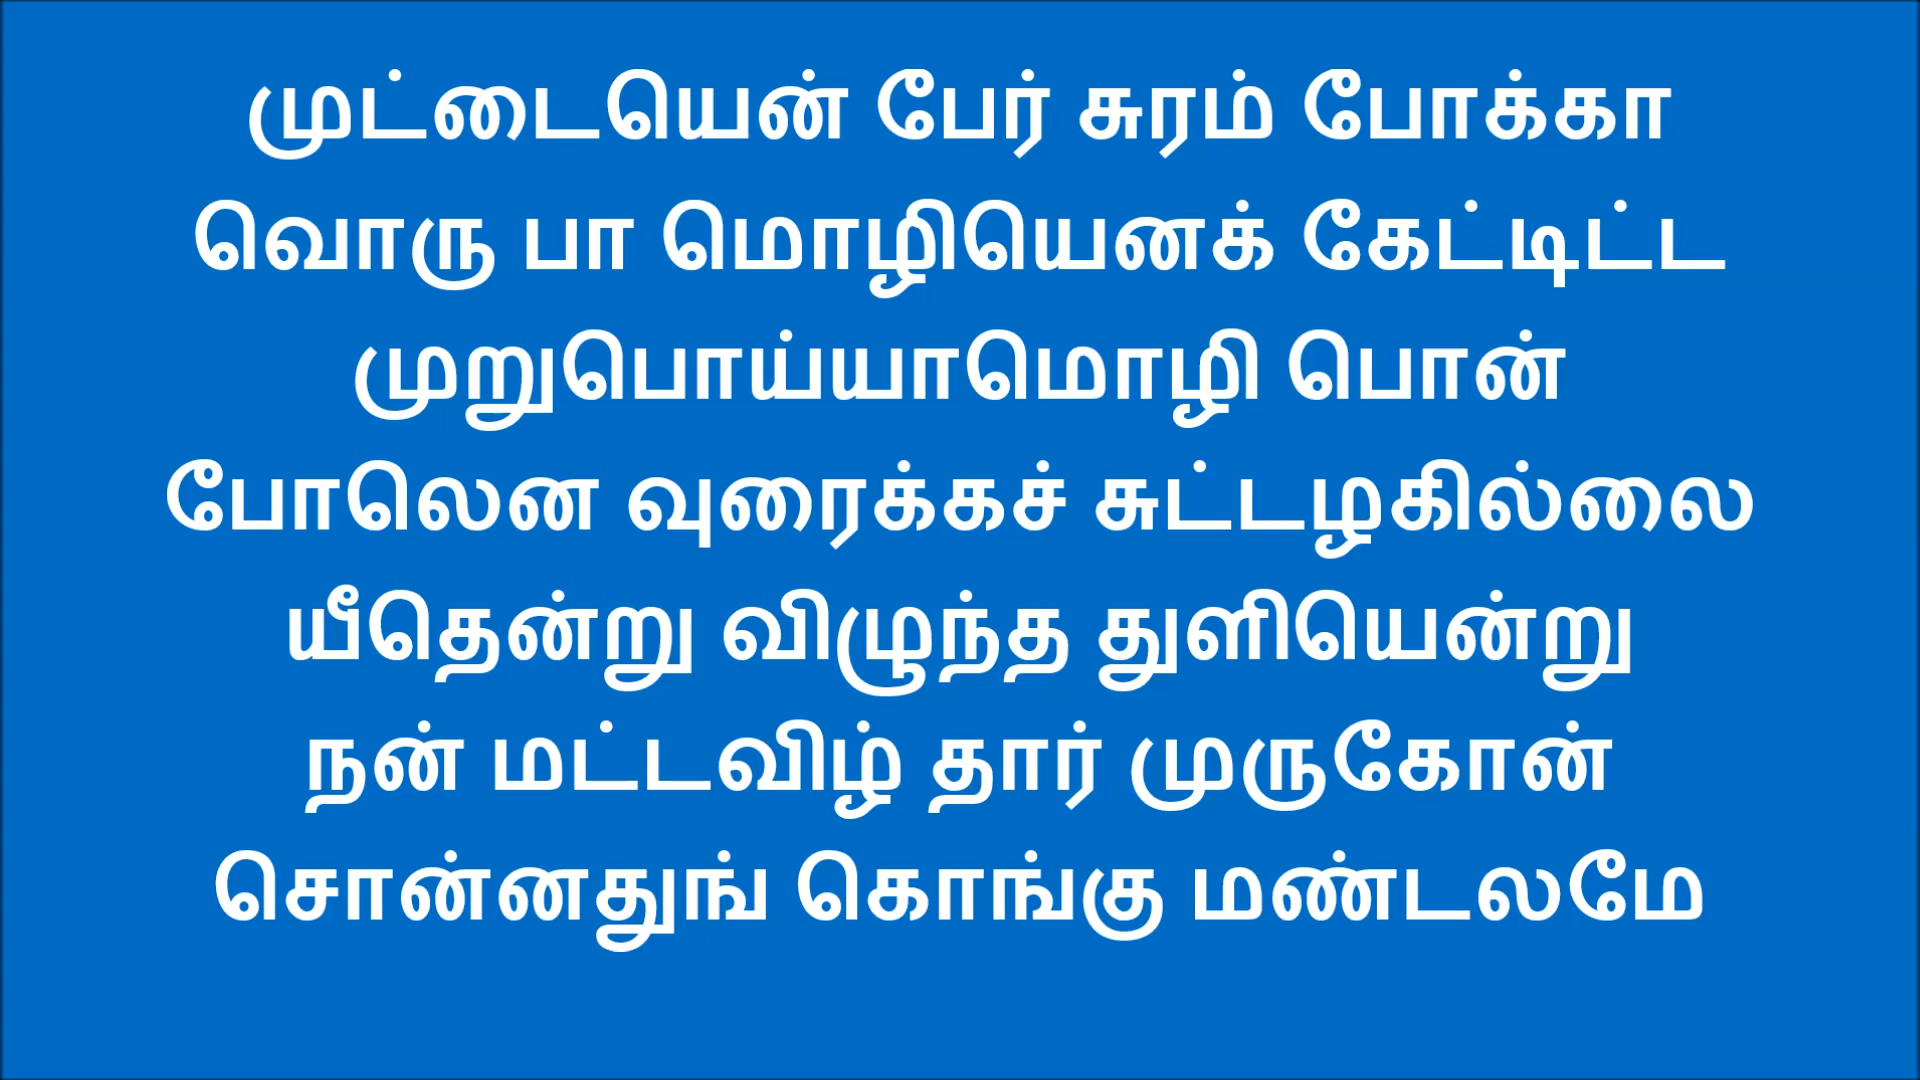 முட்டையென் பேர் சுரம் போக்கா
வொரு பா மொழியெனக் கேட்டிட்ட
முறுபொய்யாமொழி பொன்
போலென வுரைக்கச் சுட்டழகில்லை
யீதென்று விழுந்த துளியென்று
நன் மட்டவிழ் தார் முருகோன்
சொன்னதுங் கொங்கு மண்டலமே